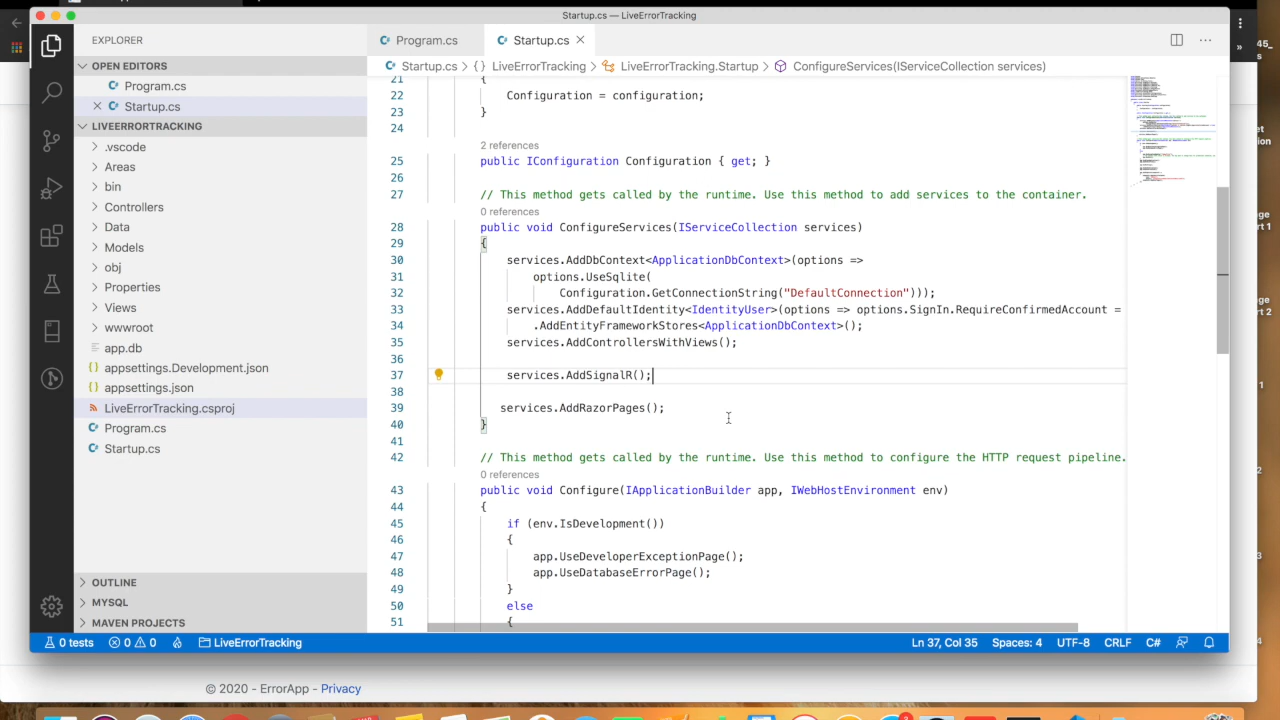 Startup.cs — LiveErrorTracking
EXPLORER
OPEN EDITORS
Program.cs
Startup.cs
LIVEERRORTRACKING
.vscode
Areas
bin
Controllers
Data
Models
obj
Properties
Views
wwwroot
app.db
appsettings.Development.json
appsettings.json
LiveErrorTracking.csproj
Program.cs
Startup.cs
OUTLINE
MYSQL
MAVEN PROJECTS
Program.cs
Startup.cs
Startup.cs > {} LiveErrorTracking > LiveErrorTracking.Startup > ConfigureServices(IServiceCollection services)
21 {
22 Configuration = configuration;
23 }
24
2 references
25 public IConfiguration Configuration { get; }
26
27 // This method gets called by the runtime. Use this method to add services to the container.
0 references
28 public void ConfigureServices(IServiceCollection services)
29 {
30 services.AddDbContext<ApplicationDbContext>(options =>
31 options.UseSqlite(
32 Configuration.GetConnectionString("DefaultConnection")));
33 services.AddDefaultIdentity<IdentityUser>(options => options.SignIn.RequireConfirmedAccount =
34 .AddEntityFrameworkStores<ApplicationDbContext>();
35 services.AddControllersWithViews();
36
37 services.AddSignalR();
38
39 services.AddRazorPages();
40 }
41
42 // This method gets called by the runtime. Use this method to configure the HTTP request pipeline.
0 references
43 public void Configure(IApplicationBuilder app, IWebHostEnvironment env)
44 {
45 if (env.IsDevelopment())
46 {
47 app.UseDeveloperExceptionPage();
48 app.UseDatabaseErrorPage();
49 }
50 else
51 {
0 tests
0 0
LiveErrorTracking
Ln 37, Col 35
Spaces: 4
UTF-8
CRLF
C#
© 2020 - ErrorApp - Privacy